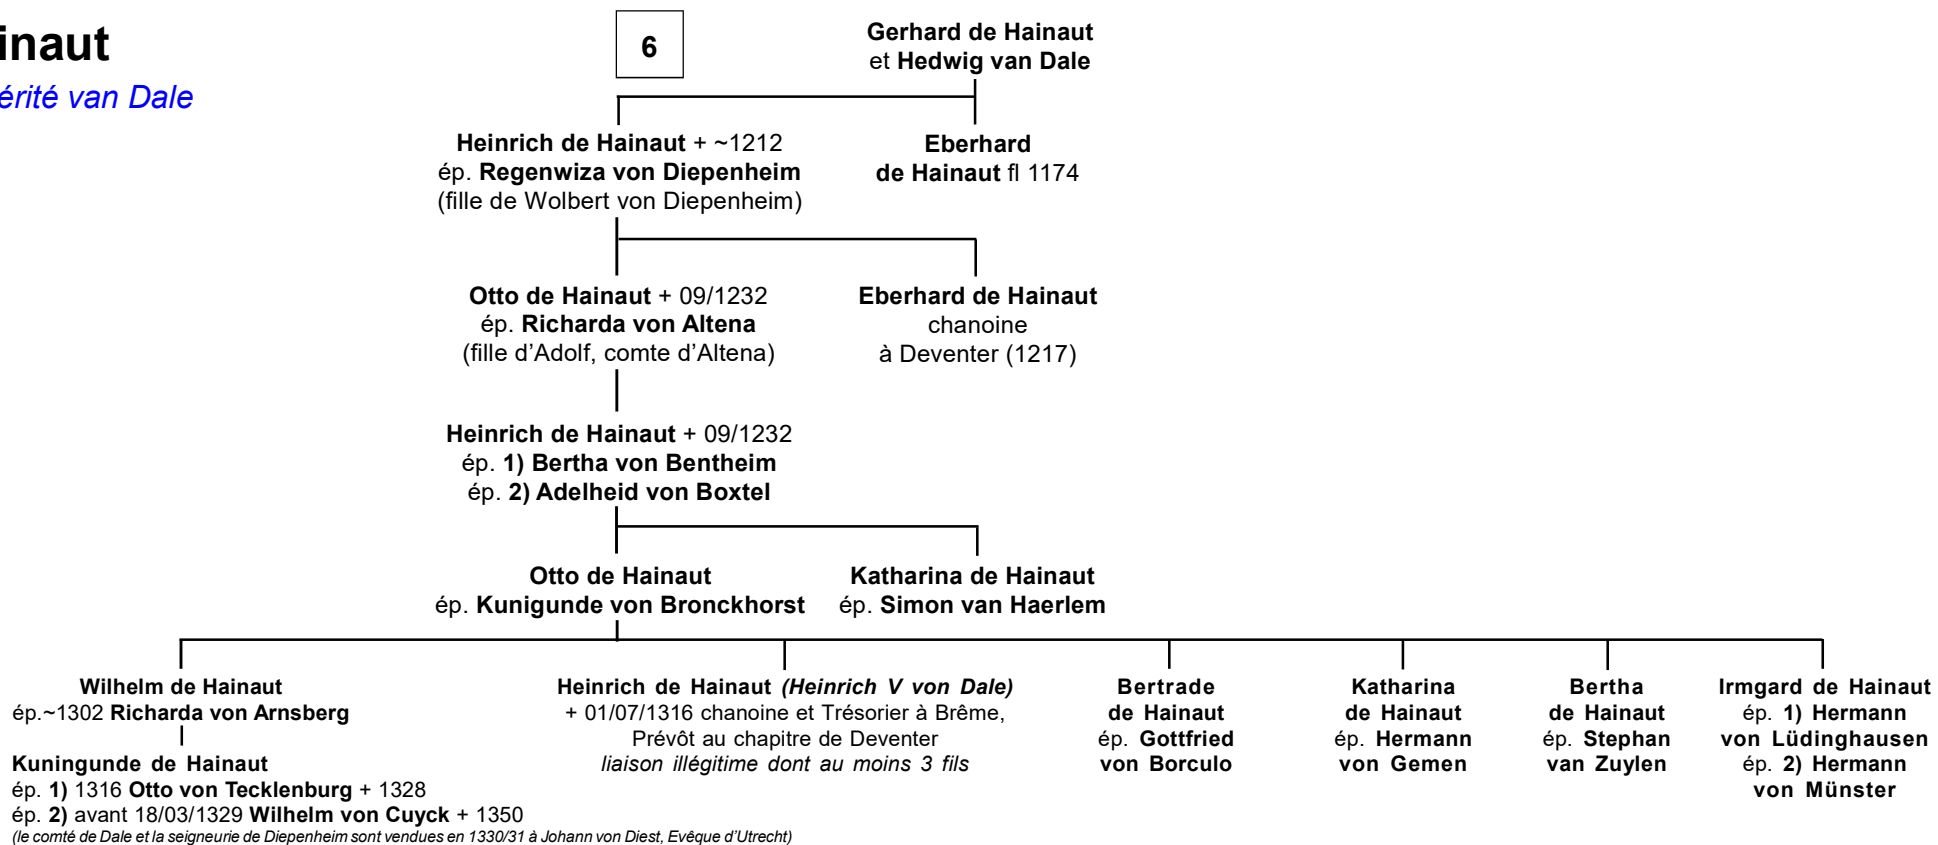 inaut
érité van Dale
6
Gerhard de Hainaut
et Hedwig van Dale
Heinrich de Hainaut + ~1212
ép. Regenwiza von Diepenheim
(fille de Wolbert von Diepenheim)
Eberhard
de Hainaut fl 1174
Otto de Hainaut + 09/1232
ép. Richarda von Altena
(fille d’Adolf, comte d’Altena)
Eberhard de Hainaut
chanoine
à Deventer (1217)
Heinrich de Hainaut + 09/1232
ép. 1) Bertha von Bentheim
ép. 2) Adelheid von Boxtel
Otto de Hainaut
ép. Kunigunde von Bronckhorst
Katharina de Hainaut
ép. Simon van Haerlem
Wilhelm de Hainaut
ép.~1302 Richarda von Arnsberg
Kuningunde de Hainaut
ép. 1) 1316 Otto von Tecklenburg + 1328
ép. 2) avant 18/03/1329 Wilhelm von Cuyck + 1350
(le comté de Dale et la seigneurie de Diepenheim sont vendues en 1330/31 à Johann von Diest, Evêque d’Utrecht)
Heinrich de Hainaut (Heinrich V von Dale)
+ 01/07/1316 chanoine et Trésorier à Brême,
Prévôt au chapitre de Deventer
liaison illégitime dont au moins 3 fils
Bertrade
de Hainaut
ép. Gottfried
von Borculo
Katharina
de Hainaut
ép. Hermann
von Gemen
Bertha
de Hainaut
ép. Stephan
van Zuylen
Irmgard de Hainaut
ép. 1) Hermann
von Lüdinghausen
ép. 2) Hermann
von Münster